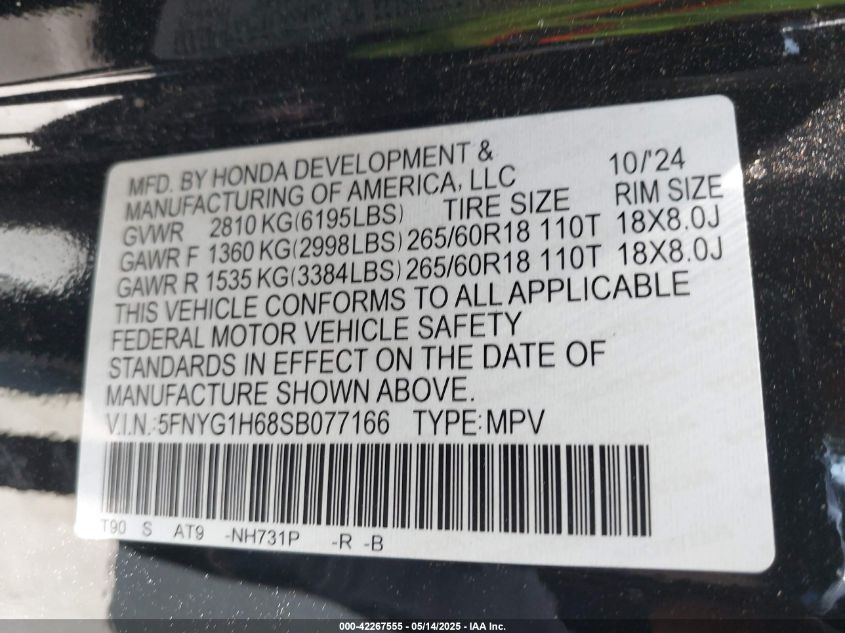 MFD. BY HONDA DEVELOPMENT &
MANUFACTURING OF AMERICA, LLC 10/'24
GVWR 2810 KG(6195LBS) TIRE SIZE RIM SIZE
GAWR F 1360 KG(2998LBS) 265/60R18 110T 18X8.0J
GAWR R 1535 KG(3384LBS) 265/60R18 110T 18X8.0J
THIS VEHICLE CONFORMS TO ALL APPLICABLE
FEDERAL MOTOR VEHICLE SAFETY
STANDARDS IN EFFECT ON THE DATE OF
MANUFACTURE SHOWN ABOVE.
V.I.N.:5FNYG1H68SB077166 TYPE:MPV
T90 S AT9 -NH731P -R -B
000-42267555 - 05/14/2025 - IAA Inc.